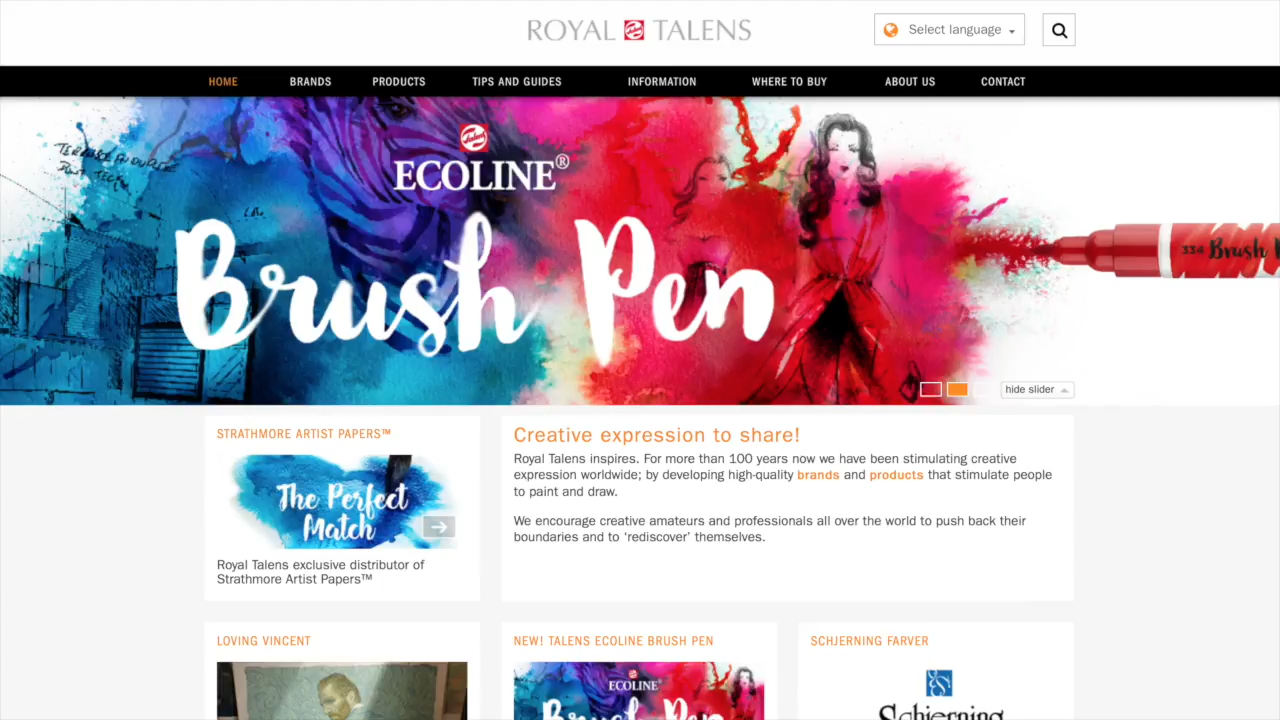 ROYAL TALENS
Select language
HOME
BRANDS
PRODUCTS
TIPS AND GUIDES
INFORMATION
WHERE TO BUY
ABOUT US
CONTACT
ECOLINE®
Brush Pen
334 Brush
hide slider
STRATHMORE ARTIST PAPERS™
The Perfect
Match
Royal Talens exclusive distributor of
Strathmore Artist Papers™
Creative expression to share!
Royal Talens inspires. For more than 100 years now we have been stimulating creative
expression worldwide; by developing high-quality brands and products that stimulate people
to paint and draw.
We encourage creative amateurs and professionals all over the world to push back their
boundaries and to ‘rediscover’ themselves.
LOVING VINCENT
NEW! TALENS ECOLINE BRUSH PEN
ECOLINE
Brush Pen
SCHJERNING FARVER
Schjerning